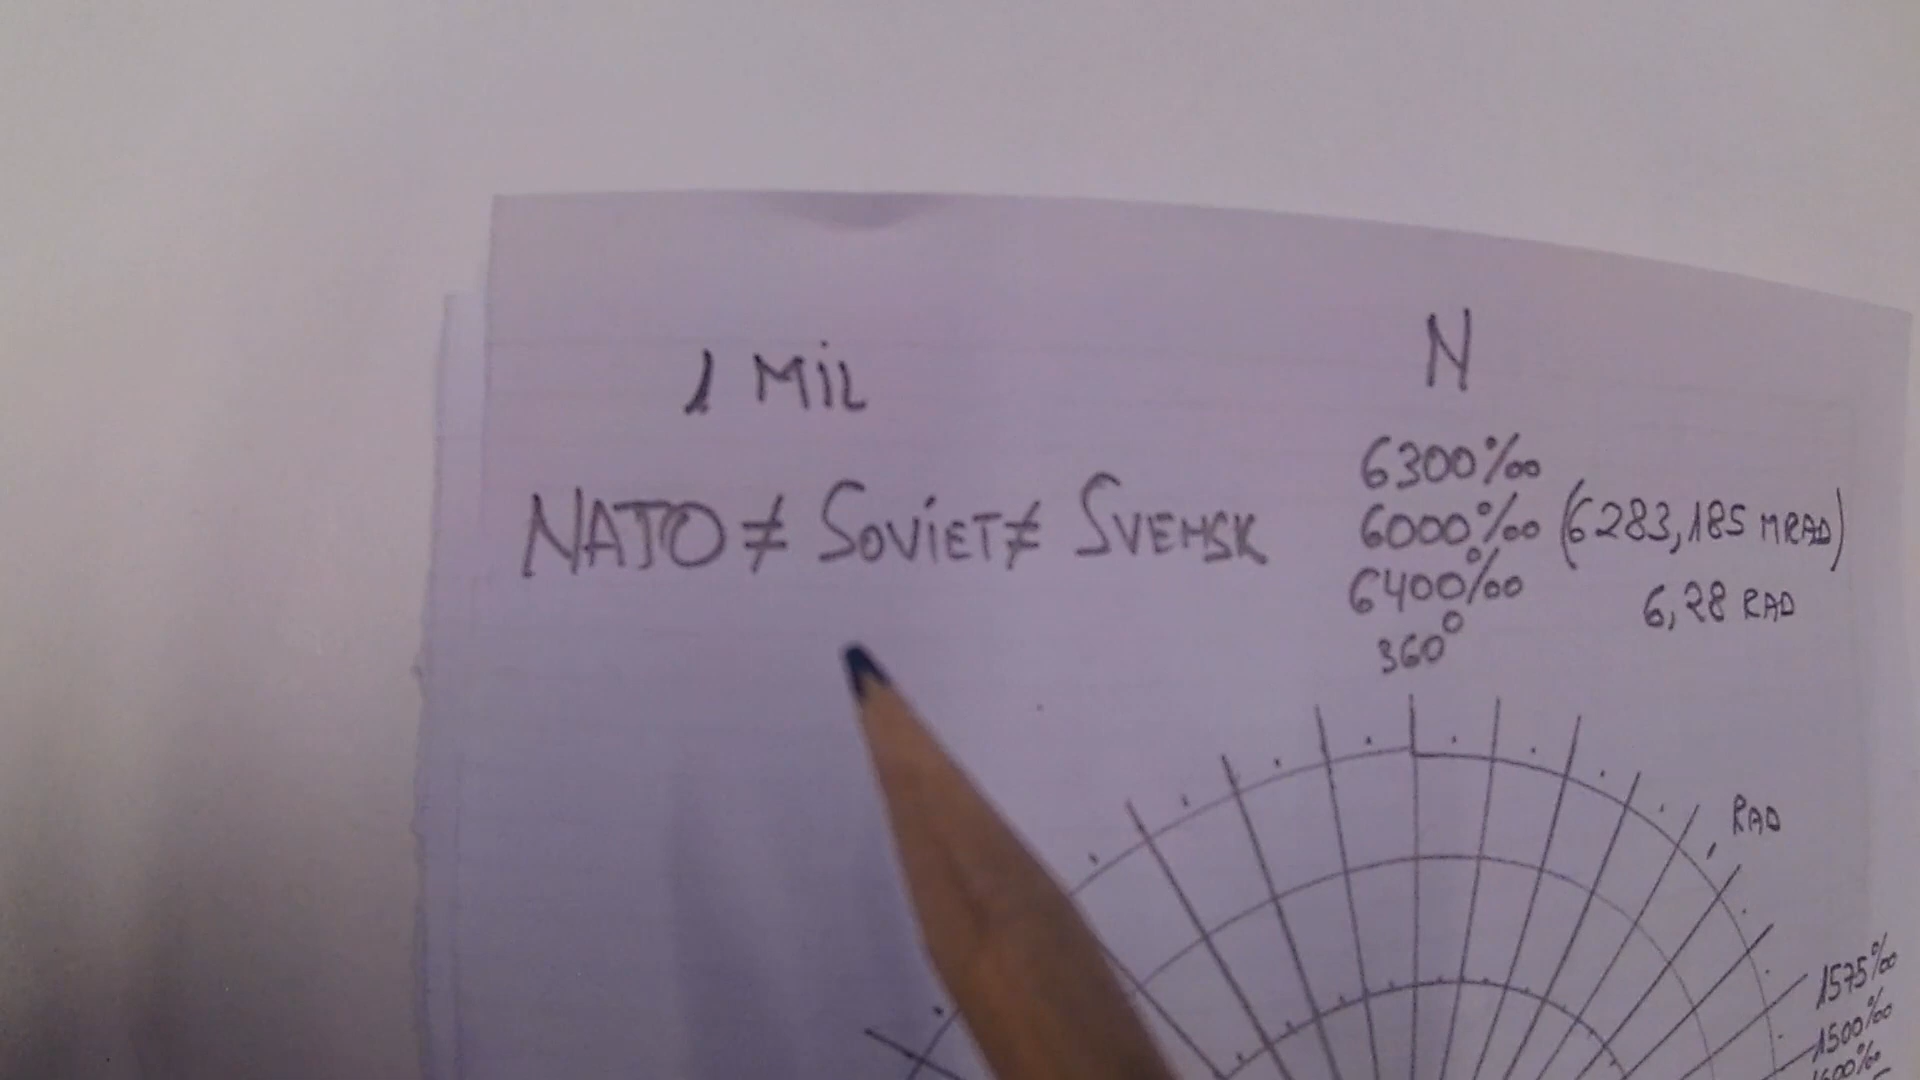 1 MiL
N
6300‰
NATO ≠ SOViET ≠ SVENSK
6000‰ (6283,185 MRAD)
6400‰
6,28 RAD
360°
RAD
1575‰
1500‰